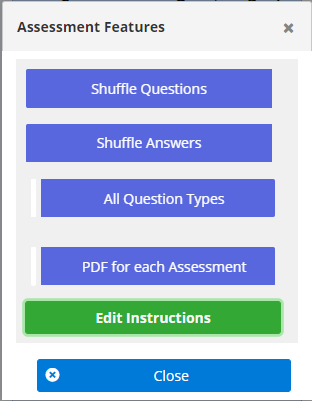 Assessment Features
Shuffle Questions
Shuffle Answers
All Question Types
PDF for each Assessment
Edit Instructions
Close